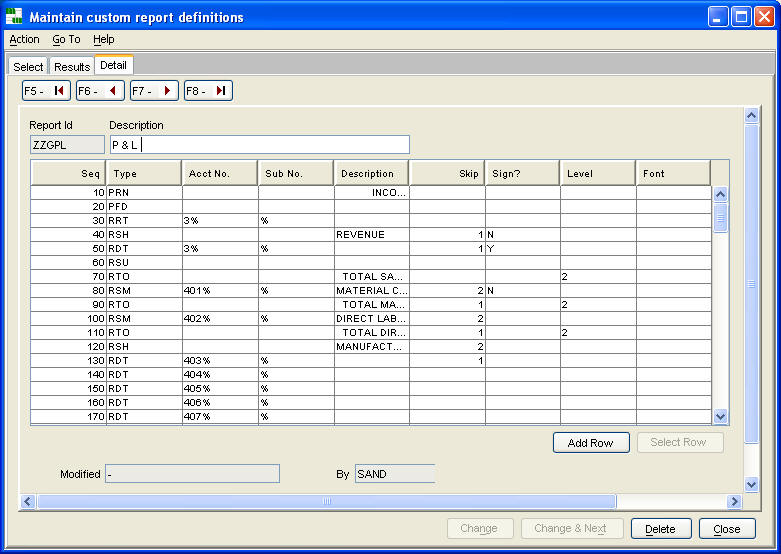 Maintain custom report definitions
Action Go To Help
Select Results Detail
F5 - F6 - F7 - F8 -
Report Id Description
ZZGPL P & L
Seq Type Acct No. Sub No. Description Skip Sign? Level Font
10 PRN INCO...
20 PFD
30 RRT 3% %
40 RSH REVENUE 1 N
50 RDT 3% % 1 Y
60 RSU
70 RTO TOTAL SA... 2
80 RSM 401% % MATERIAL C... 2 N
90 RTO TOTAL MA... 1 2
100 RSM 402% % DIRECT LAB... 2
110 RTO TOTAL DIR... 1 2
120 RSH MANUFACT... 2
130 RDT 403% % 1
140 RDT 404% %
150 RDT 405% %
160 RDT 406% %
170 RDT 407% %
Add Row Select Row
Modified - By SAND
Change Change & Next Delete Close